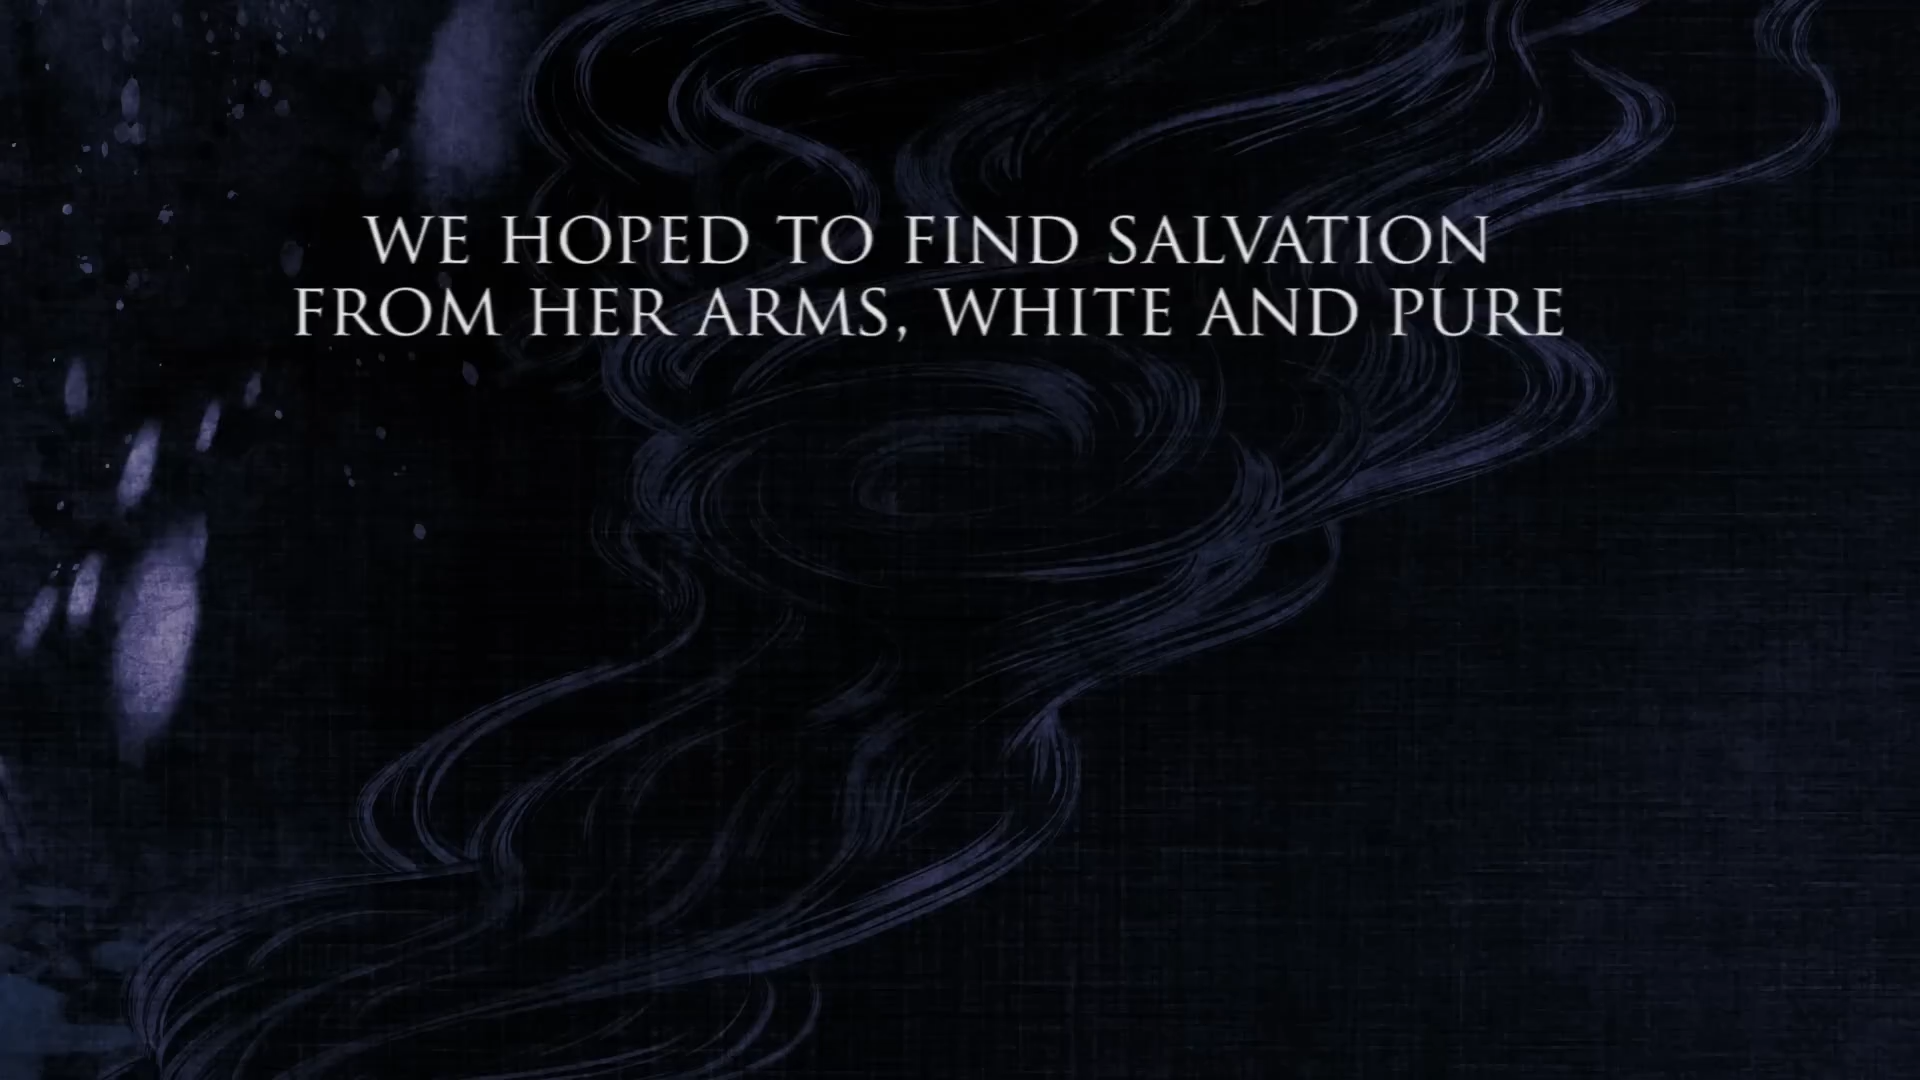 WE HOPED TO FIND SALVATION
FROM HER ARMS, WHITE AND PURE